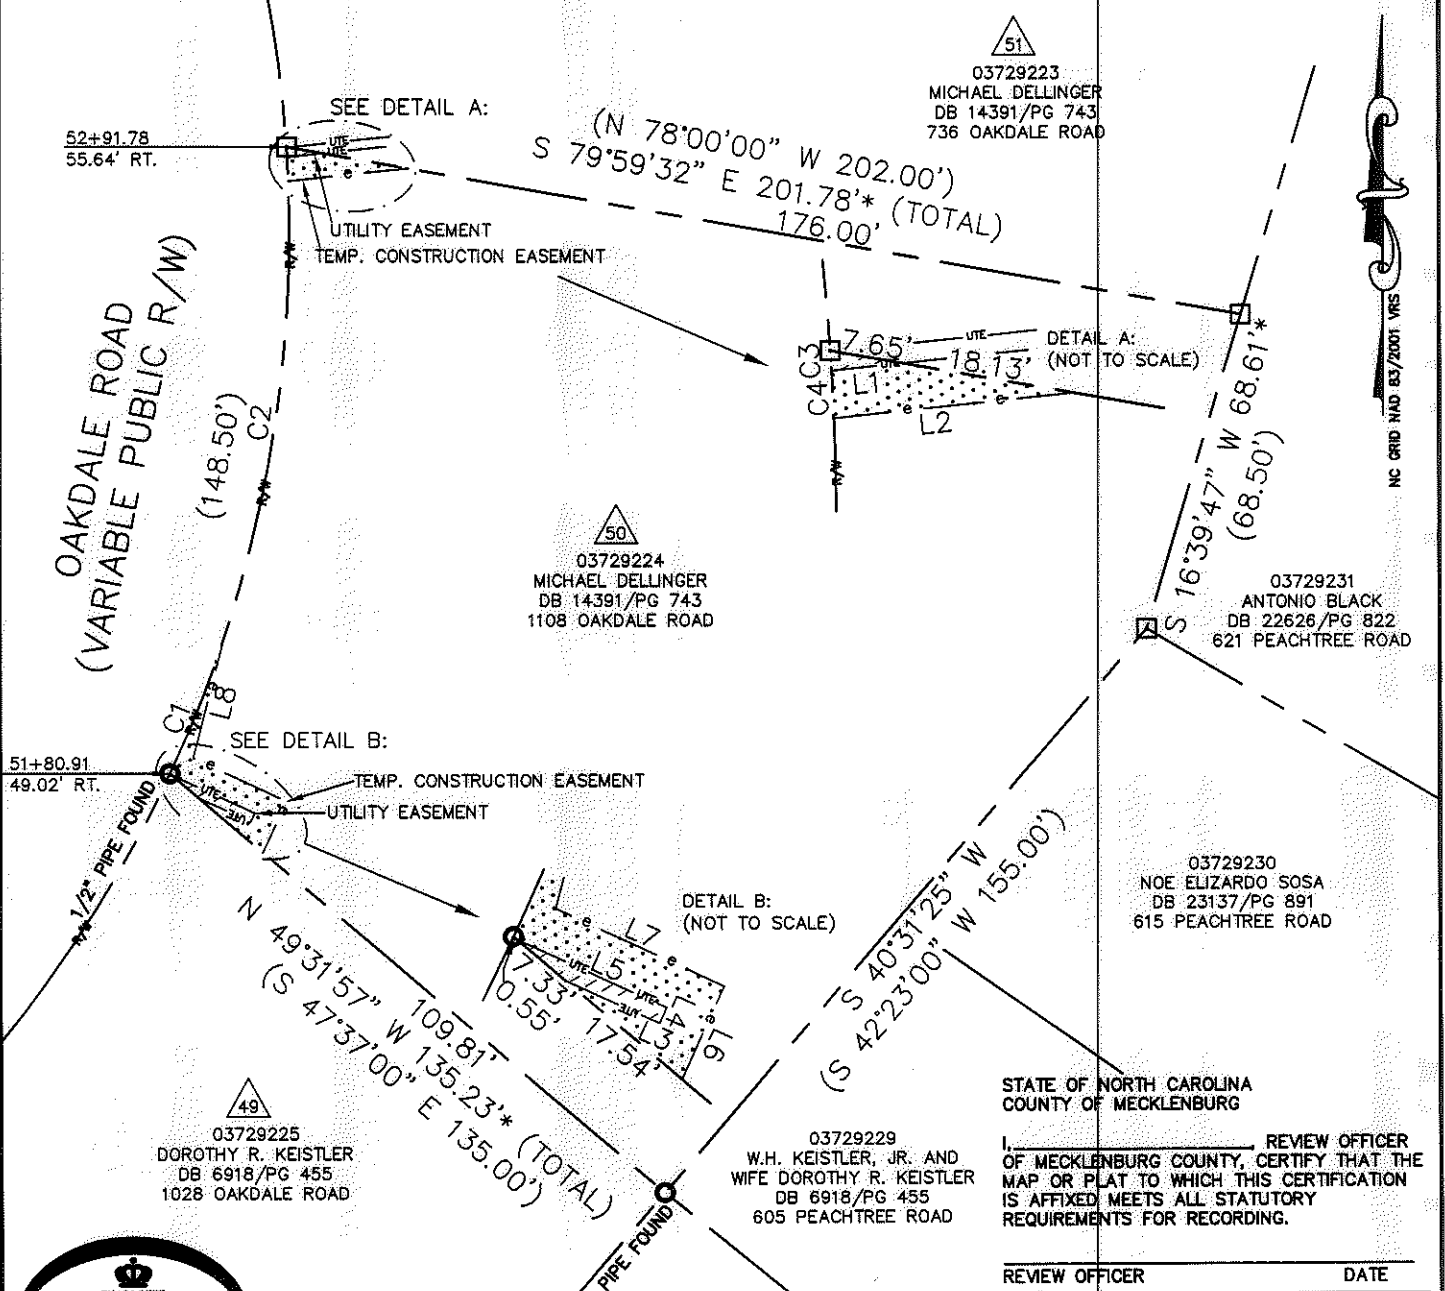 51
03729223
MICHAEL DELLINGER
DB 14391/PG 743
736 OAKDALE ROAD
SEE DETAIL A:
52+91.78
55.64' RT.
UTE
UTE
e
(N 78°00'00" W 202.00')
S 79°59'32" E 201.78'* (TOTAL)
176.00'
UTILITY EASEMENT
TEMP. CONSTRUCTION EASEMENT
R/W
OAKDALE ROAD
(VARIABLE PUBLIC R/W)
(148.50')
C2
R/W
NC GRID NAD 83/2001 VRS
7.65'
UTE
UTE
18.13'
DETAIL A:
(NOT TO SCALE)
C3
C4
L1
e
e
L2
R/W
S 16°39'47" W 68.61'*
(68.50')
50
03729224
MICHAEL DELLINGER
DB 14391/PG 743
1108 OAKDALE ROAD
03729231
ANTONIO BLACK
DB 22626/PG 822
621 PEACHTREE ROAD
C1
R/W
e
L8
SEE DETAIL B:
51+80.91
49.02' RT.
e
UTE
UTE
e
TEMP. CONSTRUCTION EASEMENT
UTILITY EASEMENT
1/2" PIPE FOUND
R/W
DETAIL B:
(NOT TO SCALE)
e
L7
e
L5
UTE
UTE
UTE
L4
e
L6
L3
7.33'
0.55'
17.54'
109.81'
N 49°31'57" W 135.23'* (TOTAL)
(S 47°37'00" E 135.00')
S 40°31'25" W
(S 42°23'00" W 155.00')
03729230
NOE ELIZARDO SOSA
DB 23137/PG 891
615 PEACHTREE ROAD
49
03729225
DOROTHY R. KEISTLER
DB 6918/PG 455
1028 OAKDALE ROAD
03729229
W.H. KEISTLER, JR. AND
WIFE DOROTHY R. KEISTLER
DB 6918/PG 455
605 PEACHTREE ROAD
PIPE FOUND
STATE OF NORTH CAROLINA
COUNTY OF MECKLENBURG
I, REVIEW OFFICER
OF MECKLENBURG COUNTY, CERTIFY THAT THE
MAP OR PLAT TO WHICH THIS CERTIFICATION
IS AFFIXED MEETS ALL STATUTORY
REQUIREMENTS FOR RECORDING.
REVIEW OFFICER DATE